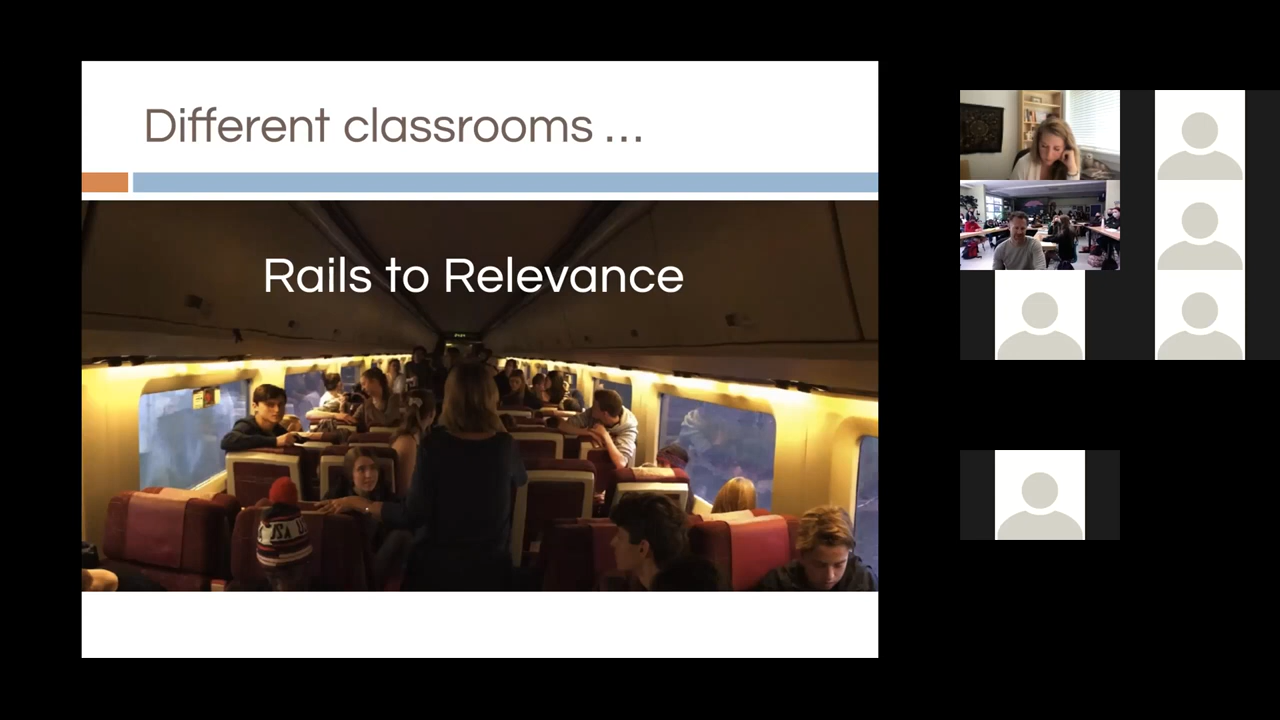 Different classrooms ...
Rails to Relevance